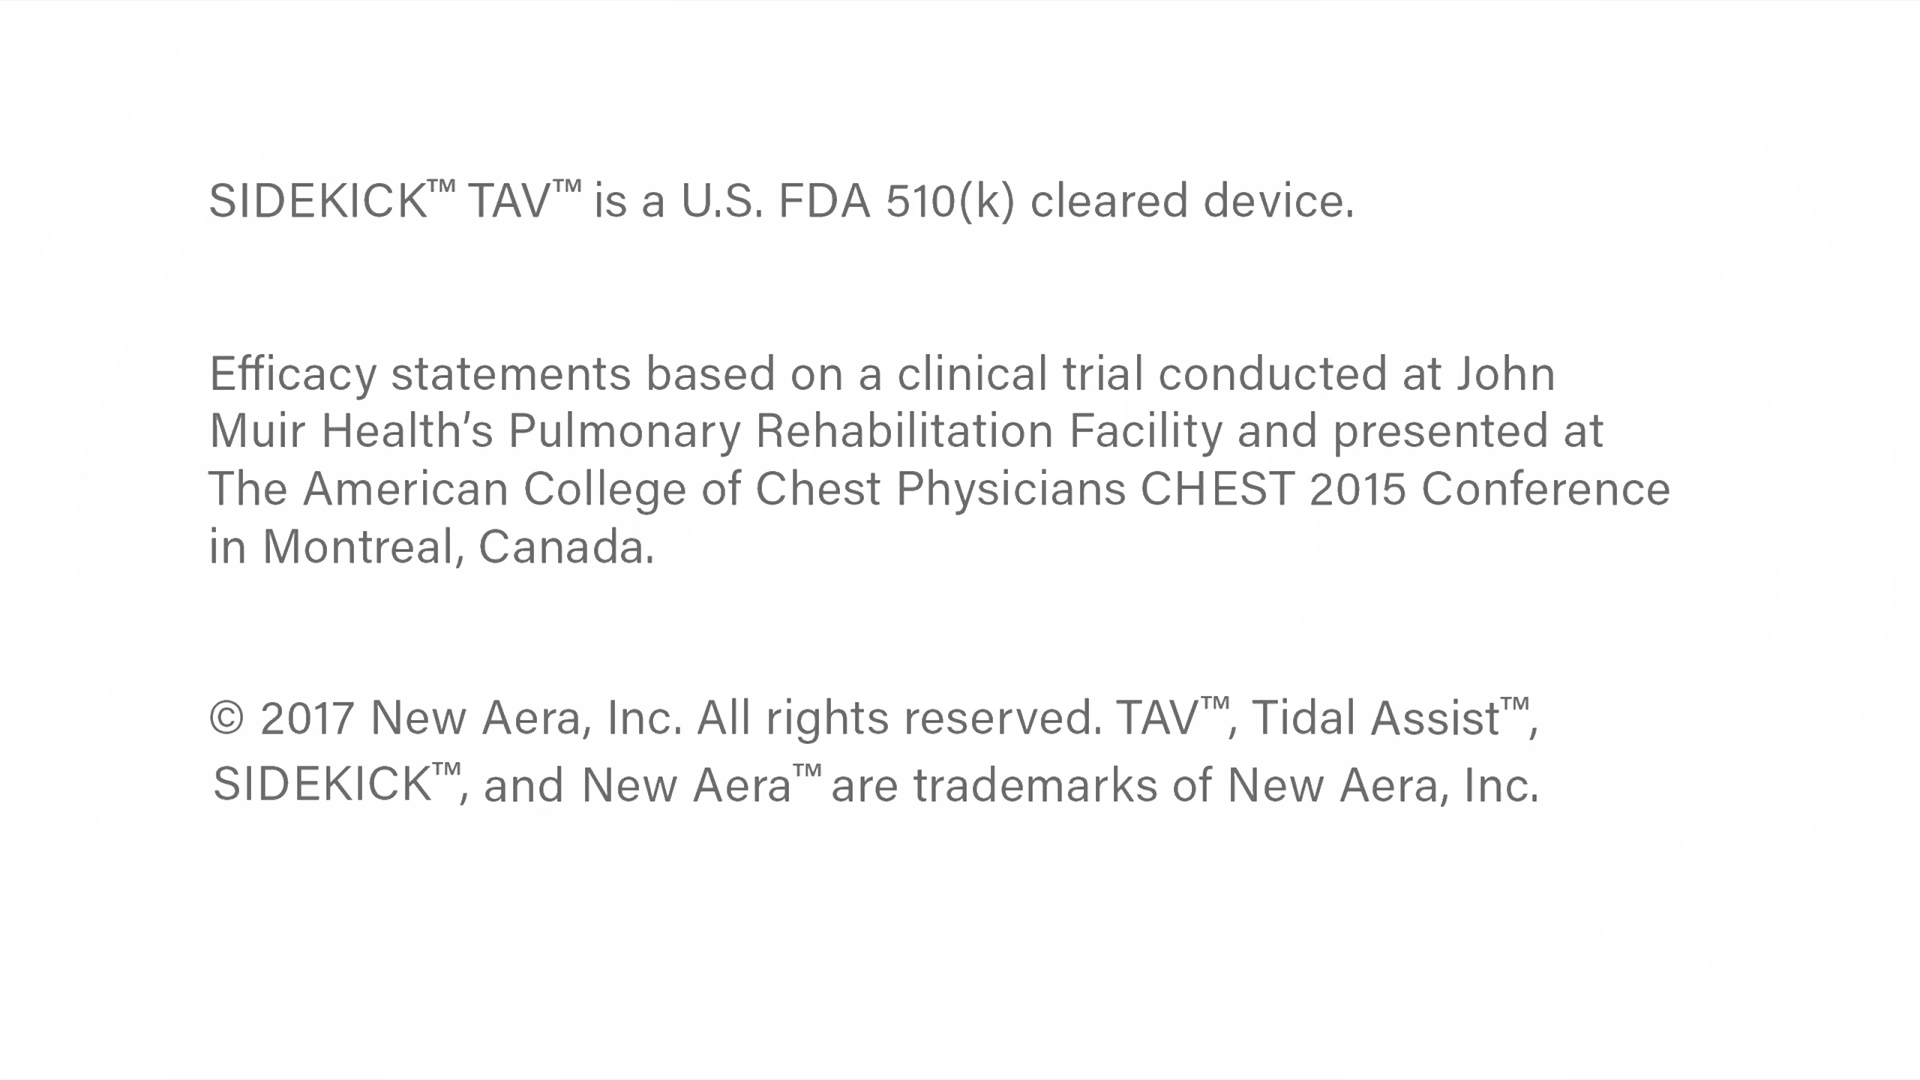 SIDEKICK™ TAV™ is a U.S. FDA 510(k) cleared device.
Efficacy statements based on a clinical trial conducted at John
Muir Health’s Pulmonary Rehabilitation Facility and presented at
The American College of Chest Physicians CHEST 2015 Conference
in Montreal, Canada.
© 2017 New Aera, Inc. All rights reserved. TAV™, Tidal Assist™,
SIDEKICK™, and New Aera™ are trademarks of New Aera, Inc.